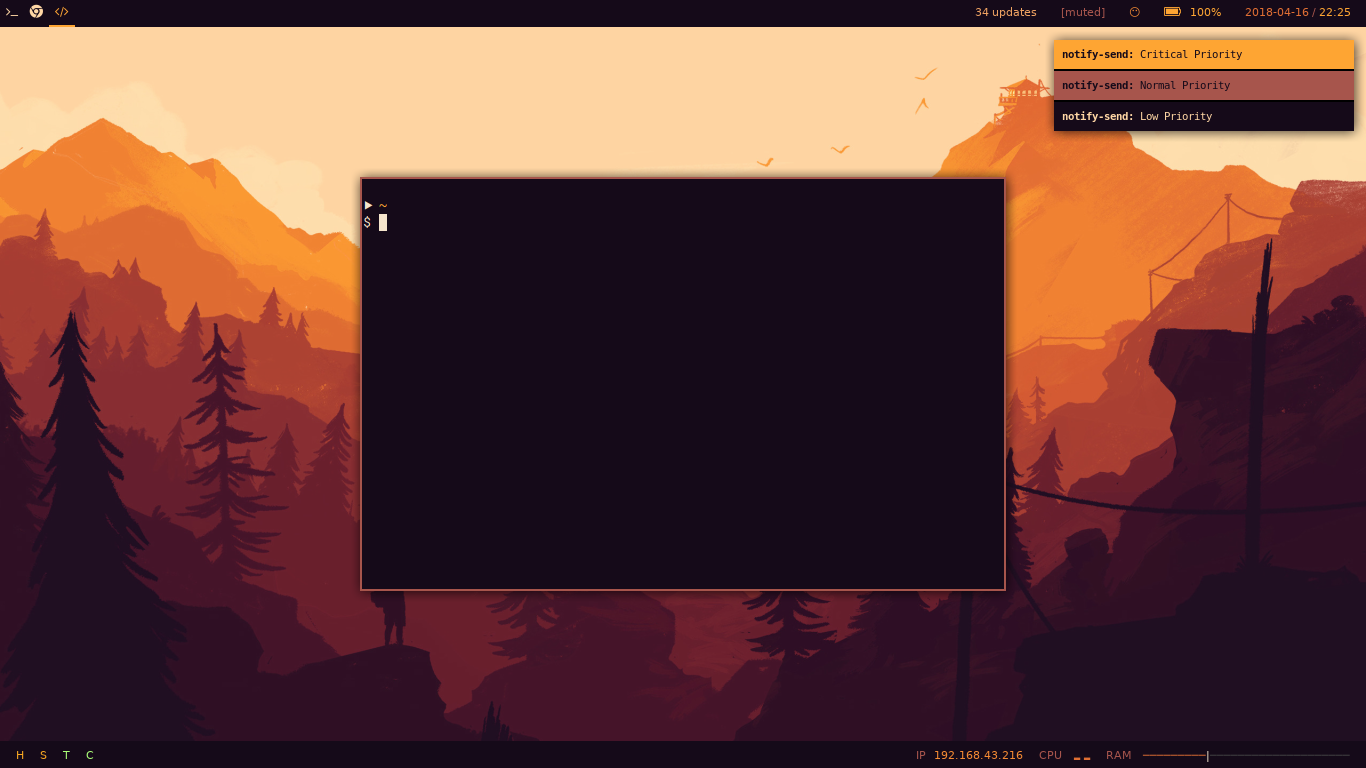 34 updates [muted] 100% 2018-04-16 / 22:25
notify-send: Critical Priority
notify-send: Normal Priority
notify-send: Low Priority
~
$
H S T C IP 192.168.43.216 CPU RAM